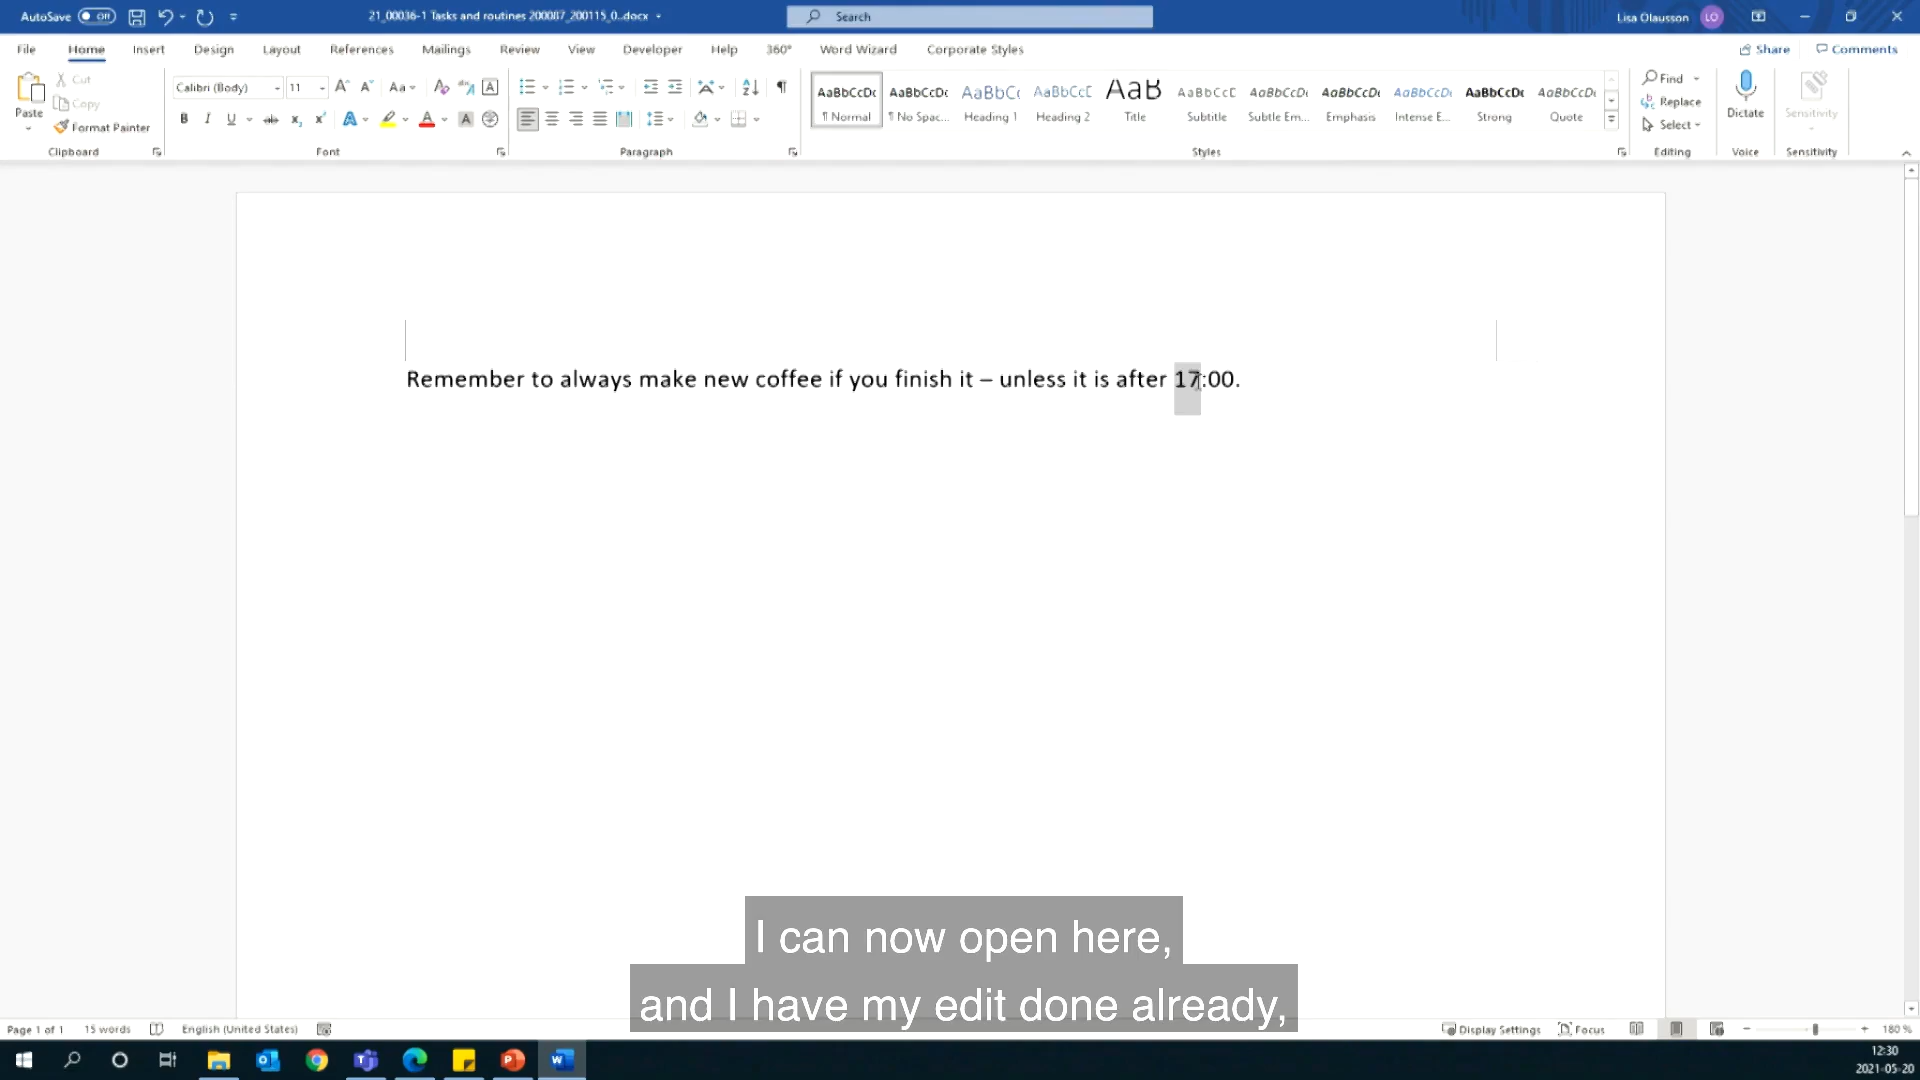 AutoSave Off 21_00036-1 Tasks and routines 200087_200115_0..docx Search Lisa Olausson LO
File Home Insert Design Layout References Mailings Review View Developer Help 360° Word Wizard Corporate Styles Share Comments
Paste Cut Copy Format Painter
Clipboard
Calibri (Body) 11
Font
Paragraph
AaBbCcDc AaBbCcDc AaBbC( AaBbCcC AaB AaBbCcD AaBbCcDc AaBbCcDc AaBbCcDc AaBbCcDc AaBbCcDc
¶ Normal ¶ No Spac... Heading 1 Heading 2 Title Subtitle Subtle Em... Emphasis Intense E... Strong Quote
Styles
Find
Replace
Select
Editing
Dictate
Voice
Sensitivity
Sensitivity
Remember to always make new coffee if you finish it – unless it is after 17:00.
I can now open here,
and I have my edit done already,
Page 1 of 1 15 words English (United States) Display Settings Focus 180 %
12:30
2021-05-20